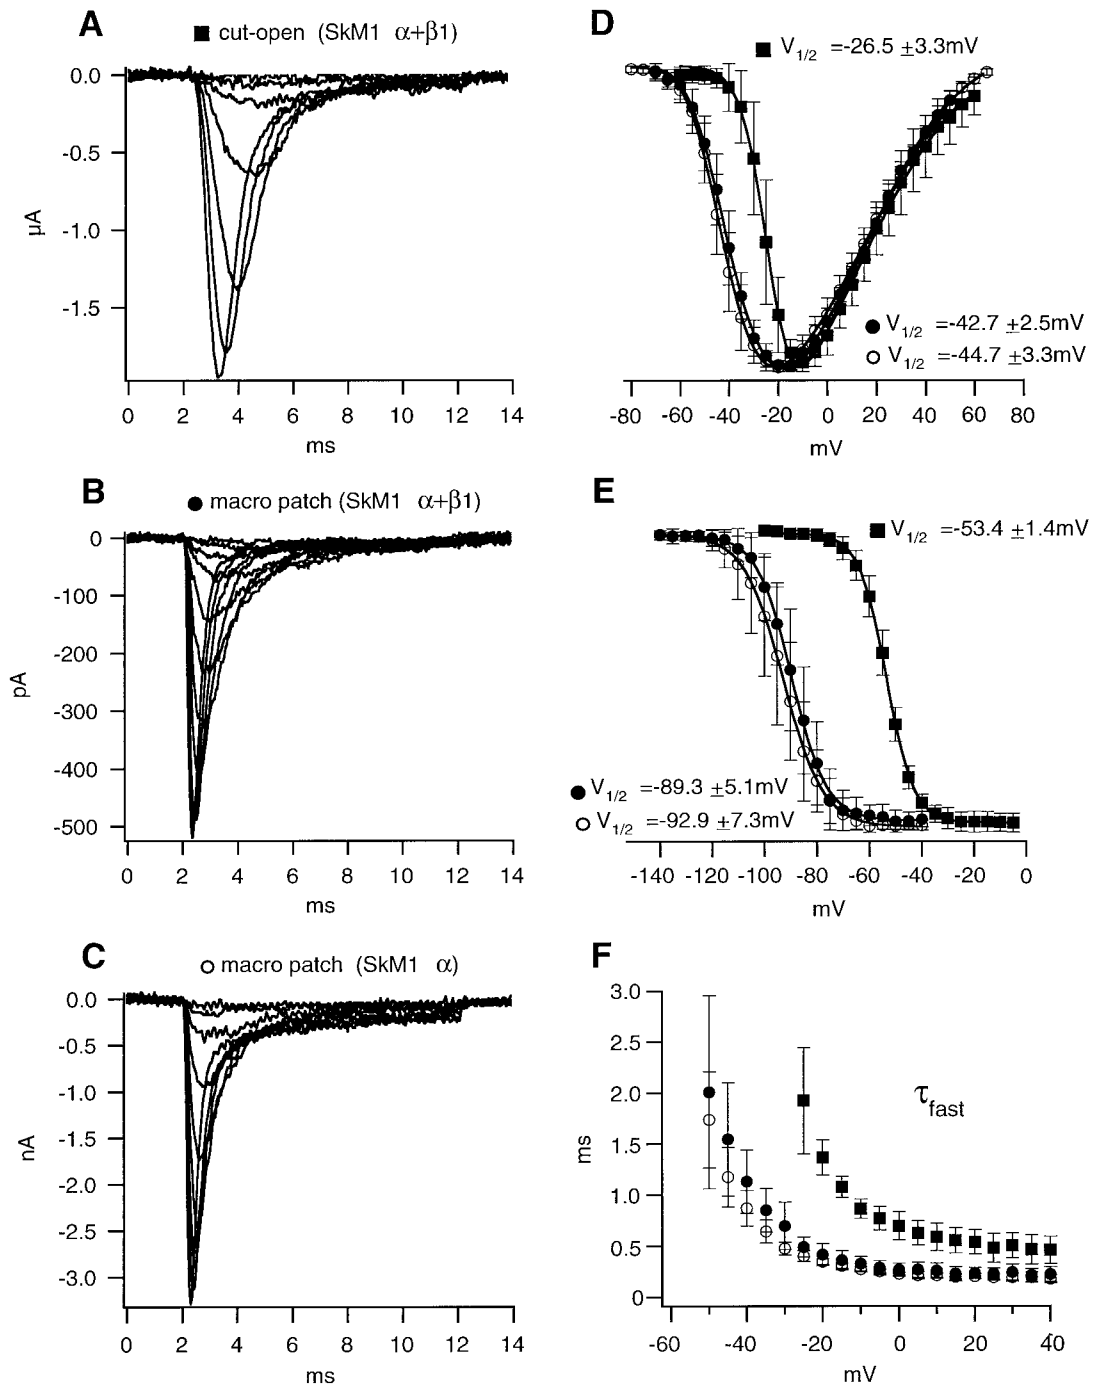 A
■ cut-open (SkM1 α+β1)
0.0
-0.5
-1.0
-1.5
μA
0 2 4 6 8 10 12 14
ms
B
● macro patch (SkM1 α+β1)
0
-100
-200
-300
-400
-500
pA
0 2 4 6 8 10 12 14
ms
C
○ macro patch (SkM1 α)
0.0
-0.5
-1.0
-1.5
-2.0
-2.5
-3.0
nA
0 2 4 6 8 10 12 14
ms
D
■ V1/2 =-26.5 ±3.3mV
● V1/2 =-42.7 ±2.5mV
○ V1/2 =-44.7 ±3.3mV
-80 -60 -40 -20 0 20 40 60 80
mV
E
■ V1/2 =-53.4 ±1.4mV
● V1/2 =-89.3 ±5.1mV
○ V1/2 =-92.9 ±7.3mV
-140 -120 -100 -80 -60 -40 -20 0
mV
F
3.0
2.5
2.0
1.5
1.0
0.5
0
ms
τfast
-60 -40 -20 0 20 40
mV